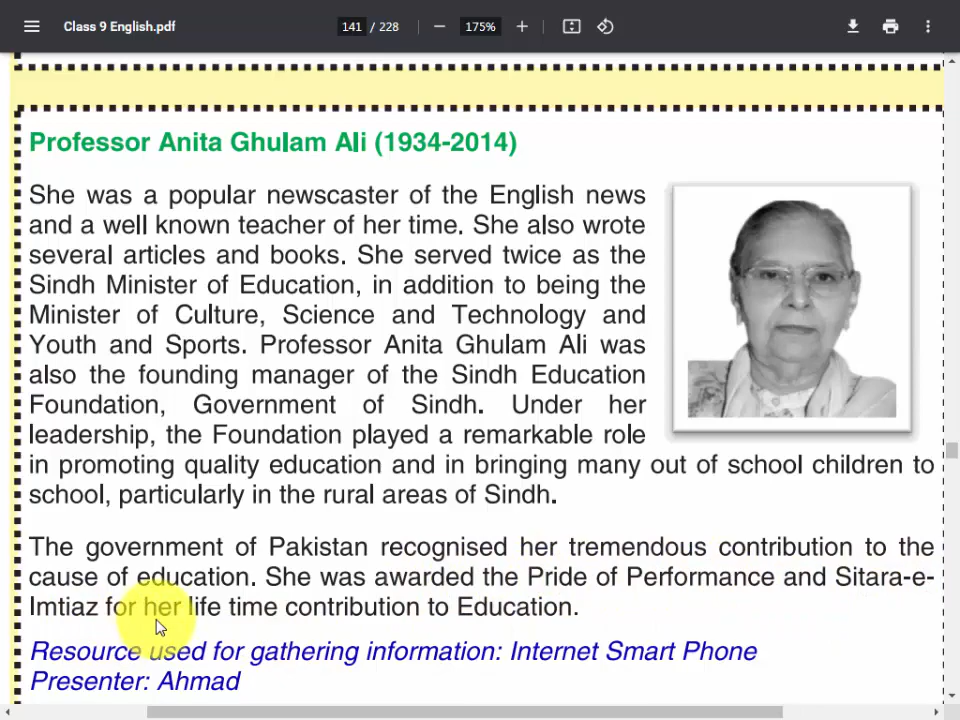 Class 9 English.pdf
141 / 228
175%
Professor Anita Ghulam Ali (1934-2014)
She was a popular newscaster of the English news
and a well known teacher of her time. She also wrote
several articles and books. She served twice as the
Sindh Minister of Education, in addition to being the
Minister of Culture, Science and Technology and
Youth and Sports. Professor Anita Ghulam Ali was
also the founding manager of the Sindh Education
Foundation, Government of Sindh. Under her
leadership, the Foundation played a remarkable role
in promoting quality education and in bringing many out of school children to
school, particularly in the rural areas of Sindh.
The government of Pakistan recognised her tremendous contribution to the
cause of education. She was awarded the Pride of Performance and Sitara-e-
Imtiaz for her life time contribution to Education.
Resource used for gathering information: Internet Smart Phone
Presenter: Ahmad